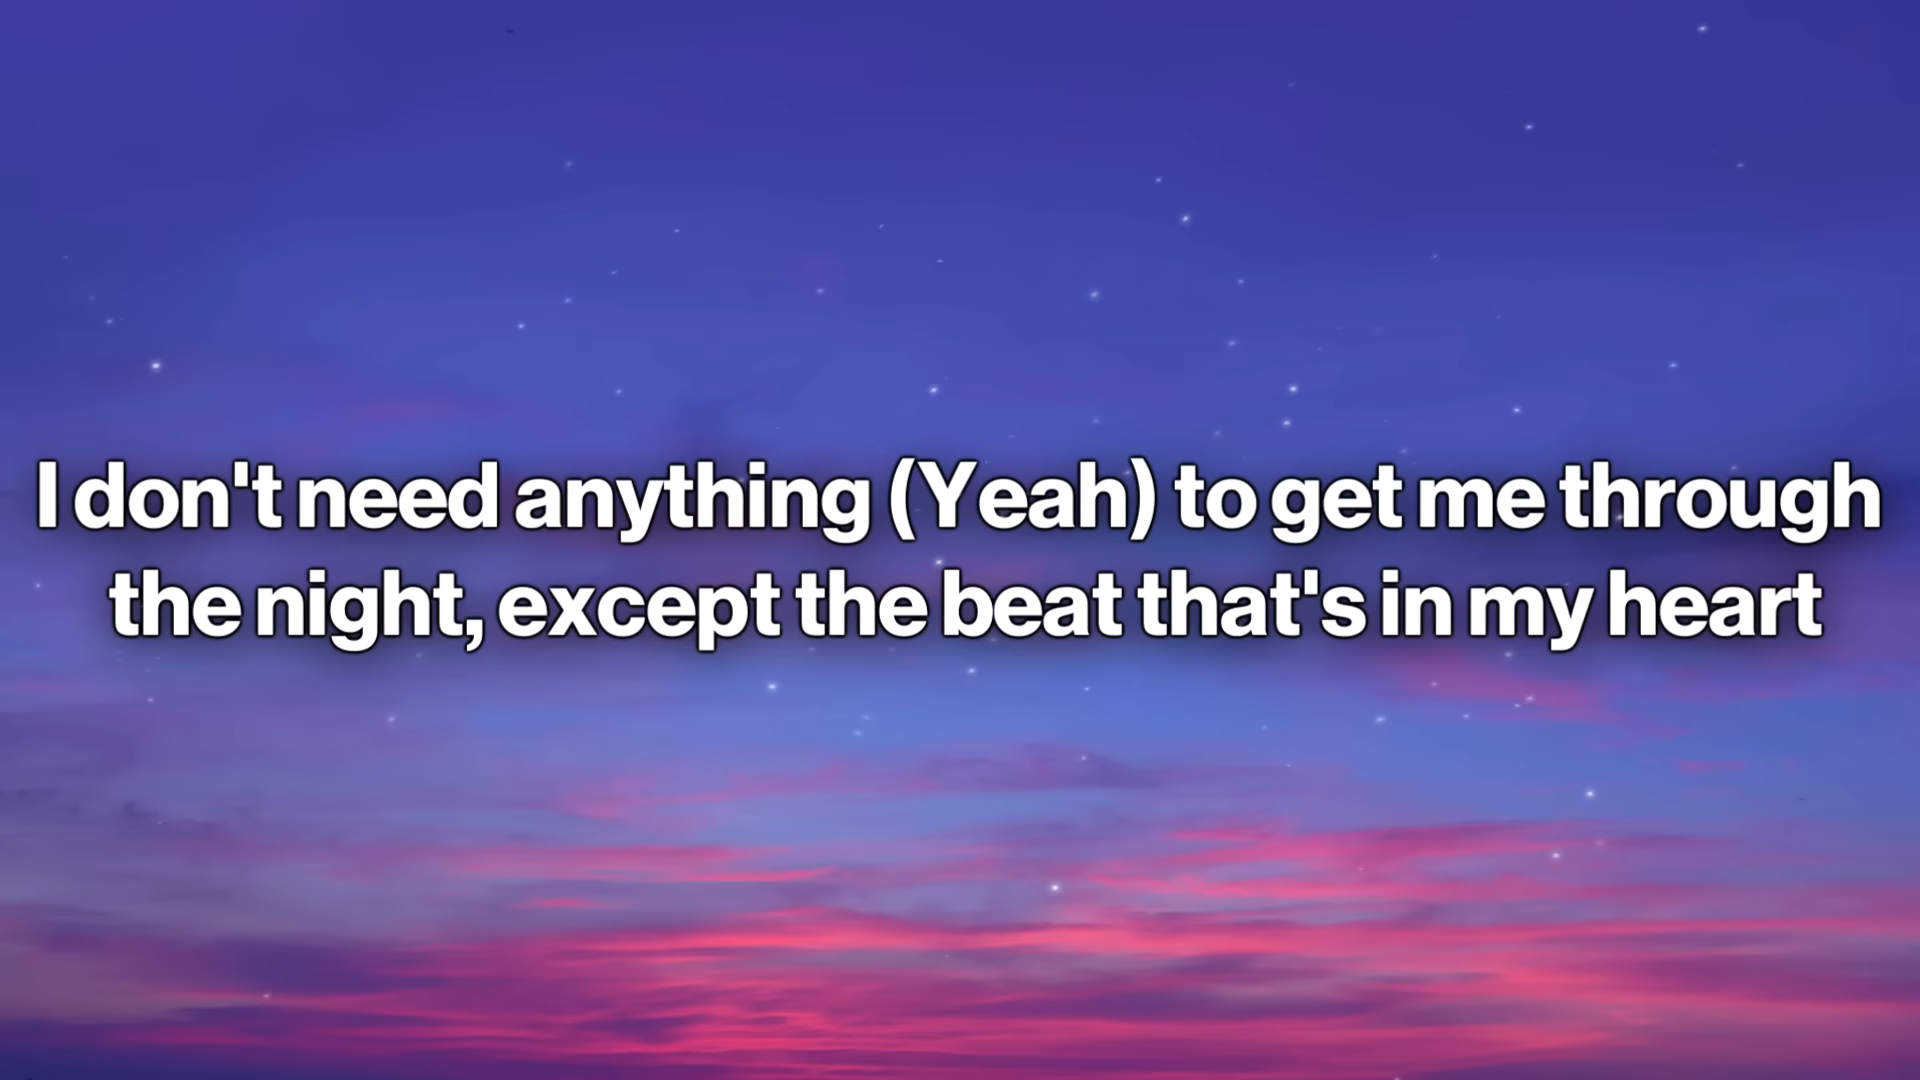 I don't need anything (Yeah) to get me through
the night, except the beat that's in my heart